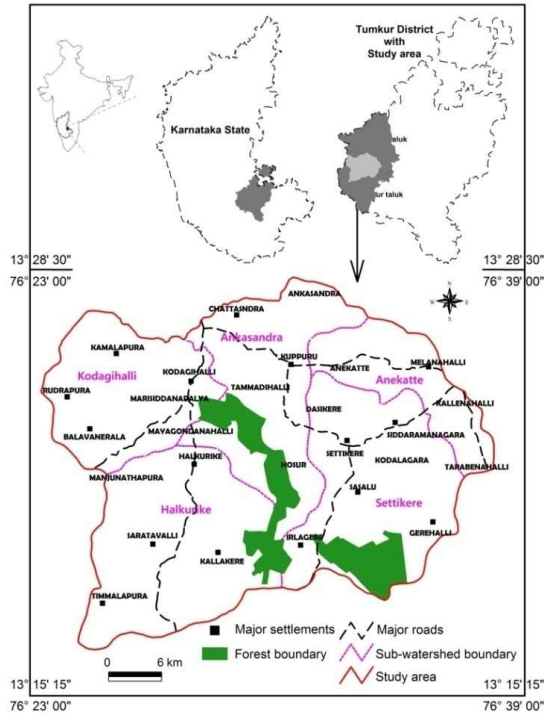 Tumkur District
with
Study area
Karnataka State
aluk
lur taluk
13° 28' 30"
76° 23' 00"
13° 28' 30"
76° 39' 00"
N
W E
S
ANKASANDRA
CHATTASNDRA
Ankasandra
KAMALAPURA
KUPPURU
MELANAHALLI
ANEKATTE
Kodagihalli
KODAGIHALLI
Anekatte
TAMMADIHALLI
RUDRAPURA
MARISIDDANAPALYA
KALLENAHALLI
DASIKERE
BALAVANERALA
MAYAGONDANAHALLI
SIDDARAMANAGARA
SETTIKERE
HALKURIKE
HOSUR
KODALAGARA
TARABENAHALLI
MANJUNATHAPURA
SASALU
Halkurike
Settikere
GEREHALLI
SARATAVALLI
IRLAGERE
KALLAKERE
TIMMALAPURA
Major settlements
Major roads
Forest boundary
Sub-watershed boundary
Study area
0 6 km
13° 15' 15"
76° 23' 00"
13° 15' 15"
76° 39' 00"